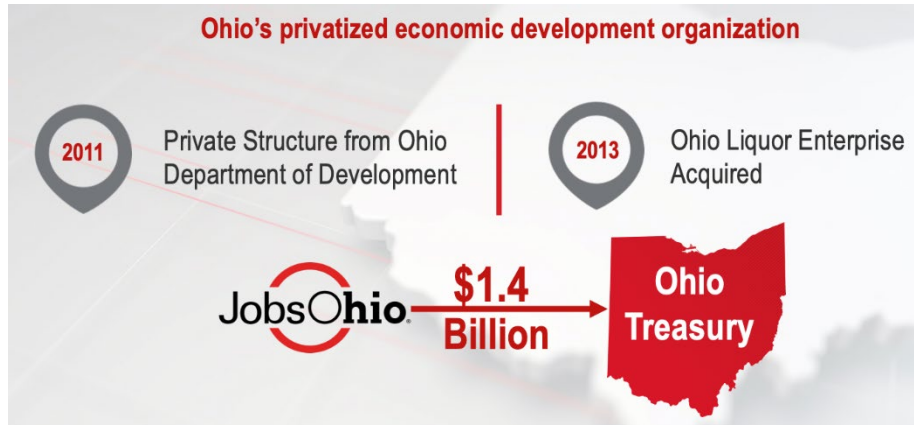 Ohio's privatized economic development organization
2011
Private Structure from Ohio
Department of Development
2013
Ohio Liquor Enterprise
Acquired
JobsOhio
$1.4
Billion
Ohio
Treasury